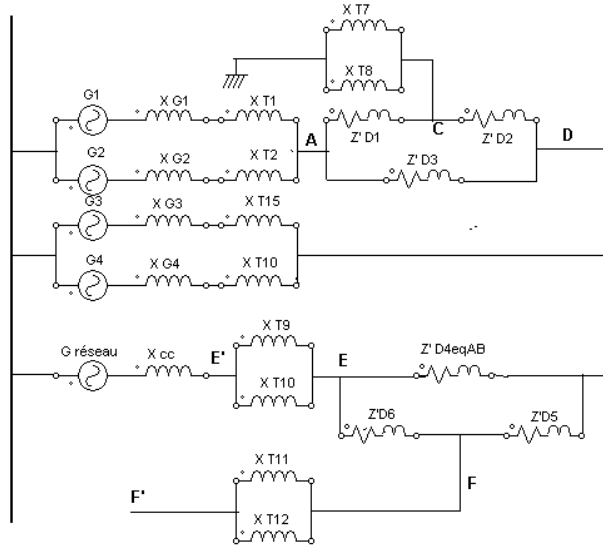 X T7
X T8
G1
X G1
X T1
A
Z' D1
C
Z' D2
D
G2
X G2
X T2
Z' D3
G3
X G3
X T15
G4
X G4
X T10
G réseau
X cc
E'
X T9
X T10
E
Z' D4eqAB
Z'D6
Z'D5
F
F'
X T11
X T12